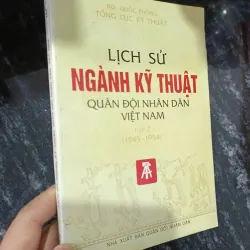 BỘ QUỐC PHÒNG
TỔNG CỤC KỸ THUẬT
LỊCH SỬ
NGÀNH KỸ THUẬT
QUÂN ĐỘI NHÂN DÂN
VIỆT NAM
(1945 - 1954)
NHÀ XUẤT BẢN QUÂN ĐỘI NHÂN DÂN